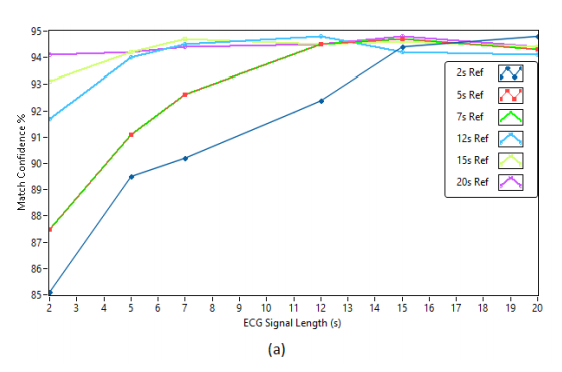 Match Confidence %
95
94
93
92
91
90
89
88
87
86
85
2 3 4 5 6 7 8 9 10 11 12 13 14 15 16 17 18 19 20
ECG Signal Length (s)
2s Ref
5s Ref
7s Ref
12s Ref
15s Ref
20s Ref
(a)